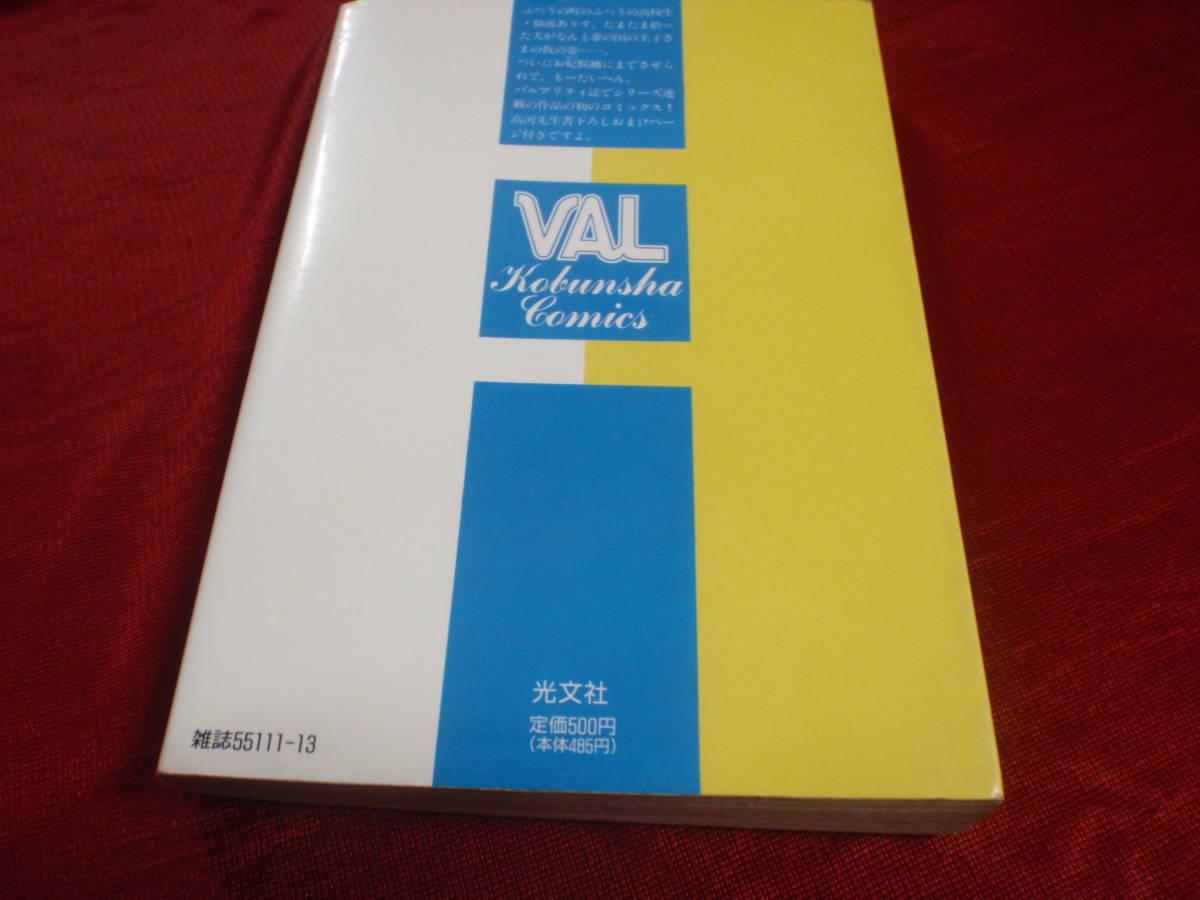 ふつうの町のふつうの高校生
・仙道ありす。たまたま拾っ
た犬がなんと夢の国の王子さ
まの仮の姿……。
ついにお妃候補にまでさせら
れて、もーだいへん。
バルプリティ誌でシリーズ連
載の作品の初のコミックス！
高河先生書下ろしおまけペー
ジ付きですよ。
VAL
Kobunsha
Comics
光文社
定価500円
(本体485円)
雑誌55111-13